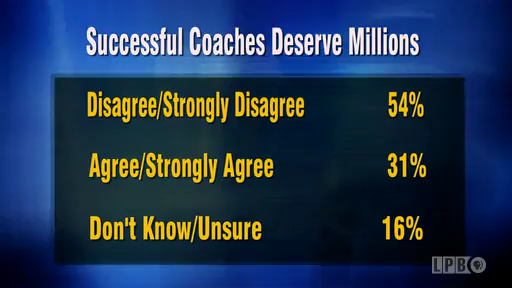 Successful Coaches Deserve Millions
Disagree/Strongly Disagree 54%
Agree/Strongly Agree 31%
Don't Know/Unsure 16%
LPB